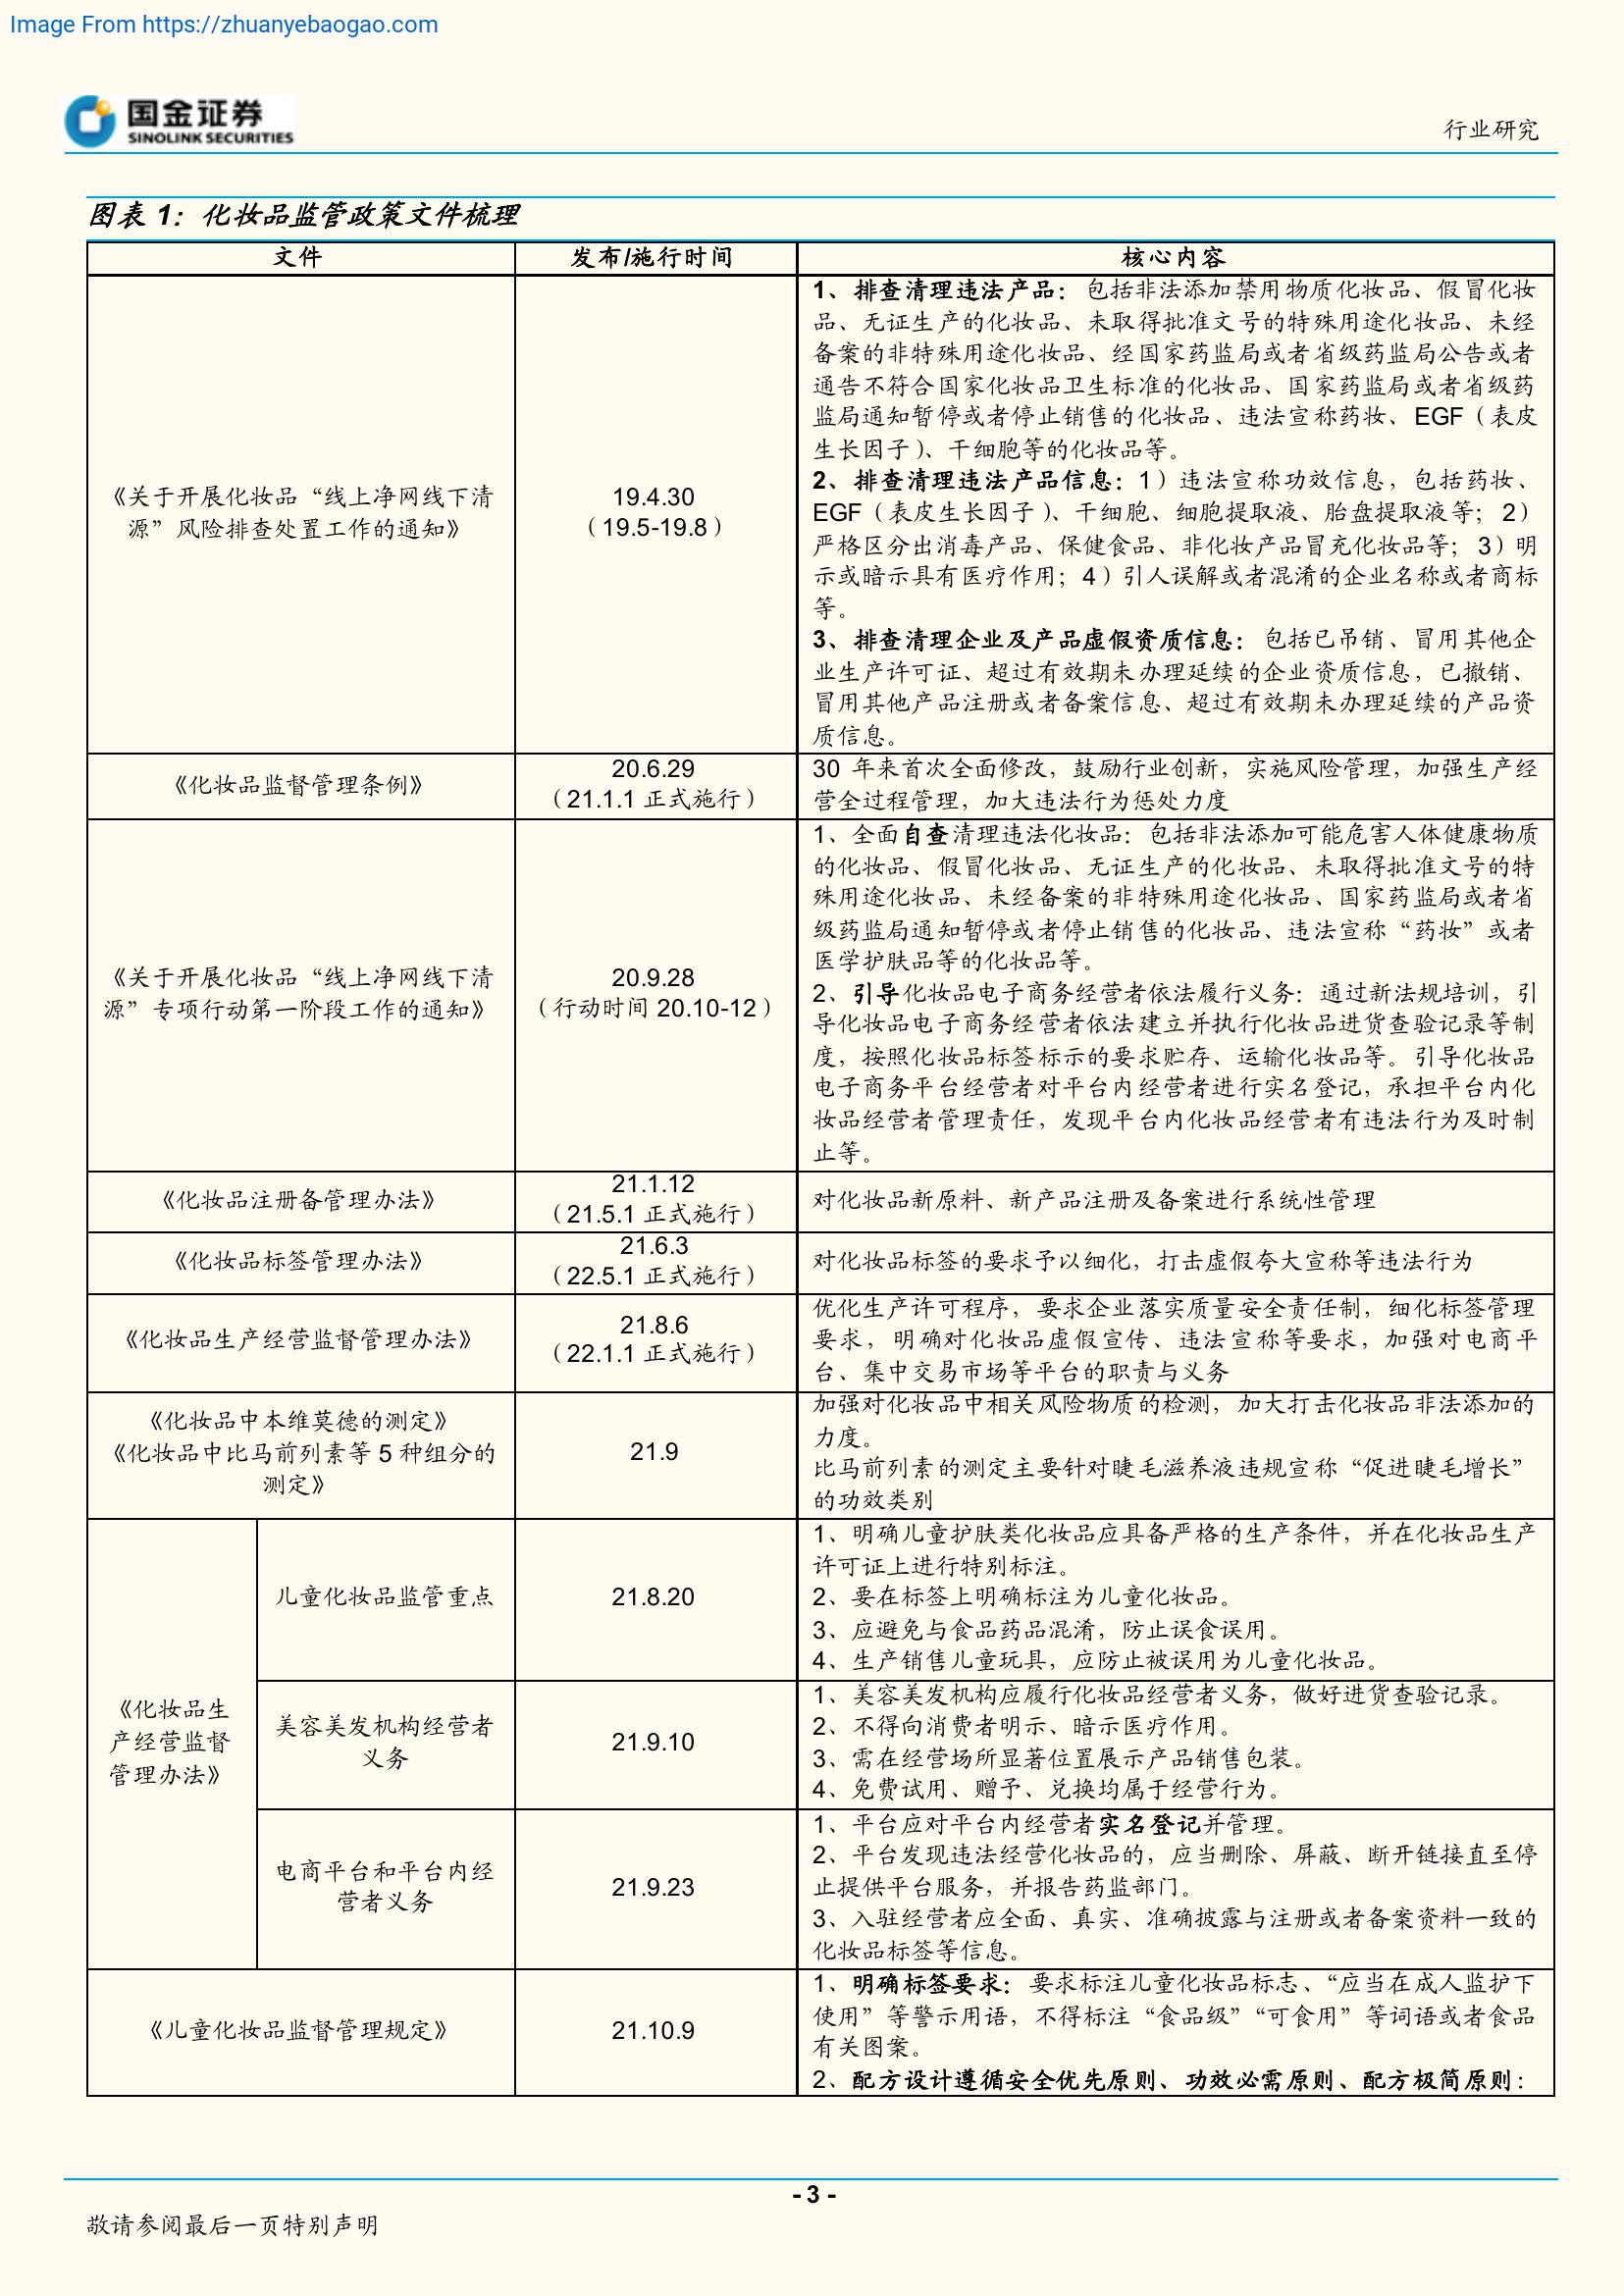 Image From https://zhuanyebaogao.com
国金证券
SINOLINK SECURITIES
行业研究
图表 1：化妆品监管政策文件梳理
文件
发布/施行时间
核心内容
《关于开展化妆品“线上净网线下清
源”风险排查处置工作的通知》
19.4.30
（19.5-19.8）
1、排查清理违法产品：包括非法添加禁用物质化妆品、假冒化妆
品、无证生产的化妆品、未取得批准文号的特殊用途化妆品、未经
备案的非特殊用途化妆品、经国家药监局或者省级药监局公告或者
通告不符合国家化妆品卫生标准的化妆品、国家药监局或者省级药
监局通知暂停或者停止销售的化妆品、违法宣称药妆、EGF（表皮
生长因子）、干细胞等的化妆品等。
2、排查清理违法产品信息：1）违法宣称功效信息，包括药妆、
EGF（表皮生长因子）、干细胞、细胞提取液、胎盘提取液等；2）
严格区分出消毒产品、保健食品、非化妆产品冒充化妆品等；3）明
示或暗示具有医疗作用；4）引人误解或者混淆的企业名称或者商标
等。
3、排查清理企业及产品虚假资质信息：包括已吊销、冒用其他企
业生产许可证、超过有效期未办理延续的企业资质信息，已撤销、
冒用其他产品注册或者备案信息、超过有效期未办理延续的产品资
质信息。
《化妆品监督管理条例》
20.6.29
（21.1.1 正式施行）
30 年来首次全面修改，鼓励行业创新，实施风险管理，加强生产经
营全过程管理，加大违法行为惩处力度
《关于开展化妆品“线上净网线下清
源”专项行动第一阶段工作的通知》
20.9.28
（行动时间 20.10-12）
1、全面自查清理违法化妆品：包括非法添加可能危害人体健康物质
的化妆品、假冒化妆品、无证生产的化妆品、未取得批准文号的特
殊用途化妆品、未经备案的非特殊用途化妆品、国家药监局或者省
级药监局通知暂停或者停止销售的化妆品、违法宣称“药妆”或者
医学护肤品等的化妆品等。
2、引导化妆品电子商务经营者依法履行义务：通过新法规培训，引
导化妆品电子商务经营者依法建立并执行化妆品进货查验记录等制
度，按照化妆品标签标示的要求贮存、运输化妆品等。引导化妆品
电子商务平台经营者对平台内经营者进行实名登记，承担平台内化
妆品经营者管理责任，发现平台内化妆品经营者有违法行为及时制
止等。
《化妆品注册备管理办法》
21.1.12
（21.5.1 正式施行）
对化妆品新原料、新产品注册及备案进行系统性管理
《化妆品标签管理办法》
21.6.3
（22.5.1 正式施行）
对化妆品标签的要求予以细化，打击虚假夸大宣称等违法行为
《化妆品生产经营监督管理办法》
21.8.6
（22.1.1 正式施行）
优化生产许可程序，要求企业落实质量安全责任制，细化标签管理
要求，明确对化妆品虚假宣传、违法宣称等要求，加强对电商平
台、集中交易市场等平台的职责与义务
《化妆品中本维莫德的测定》
《化妆品中比马前列素等 5 种组分的
测定》
21.9
加强对化妆品中相关风险物质的检测，加大打击化妆品非法添加的
力度。
比马前列素的测定主要针对睫毛滋养液违规宣称“促进睫毛增长”
的功效类别
《化妆品生
产经营监督
管理办法》
儿童化妆品监管重点
21.8.20
1、明确儿童护肤类化妆品应具备严格的生产条件，并在化妆品生产
许可证上进行特别标注。
2、要在标签上明确标注为儿童化妆品。
3、应避免与食品药品混淆，防止误食误用。
4、生产销售儿童玩具，应防止被误用为儿童化妆品。
美容美发机构经营者
义务
21.9.10
1、美容美发机构应履行化妆品经营者义务，做好进货查验记录。
2、不得向消费者明示、暗示医疗作用。
3、需在经营场所显著位置展示产品销售包装。
4、免费试用、赠予、兑换均属于经营行为。
电商平台和平台内经
营者义务
21.9.23
1、平台应对平台内经营者实名登记并管理。
2、平台发现违法经营化妆品的，应当删除、屏蔽、断开链接直至停
止提供平台服务，并报告药监部门。
3、入驻经营者应全面、真实、准确披露与注册或者备案资料一致的
化妆品标签等信息。
《儿童化妆品监督管理规定》
21.10.9
1、明确标签要求：要求标注儿童化妆品标志、“应当在成人监护下
使用”等警示用语，不得标注“食品级”“可食用”等词语或者食品
有关图案。
2、配方设计遵循安全优先原则、功效必需原则、配方极简原则：
- 3 -
敬请参阅最后一页特别声明